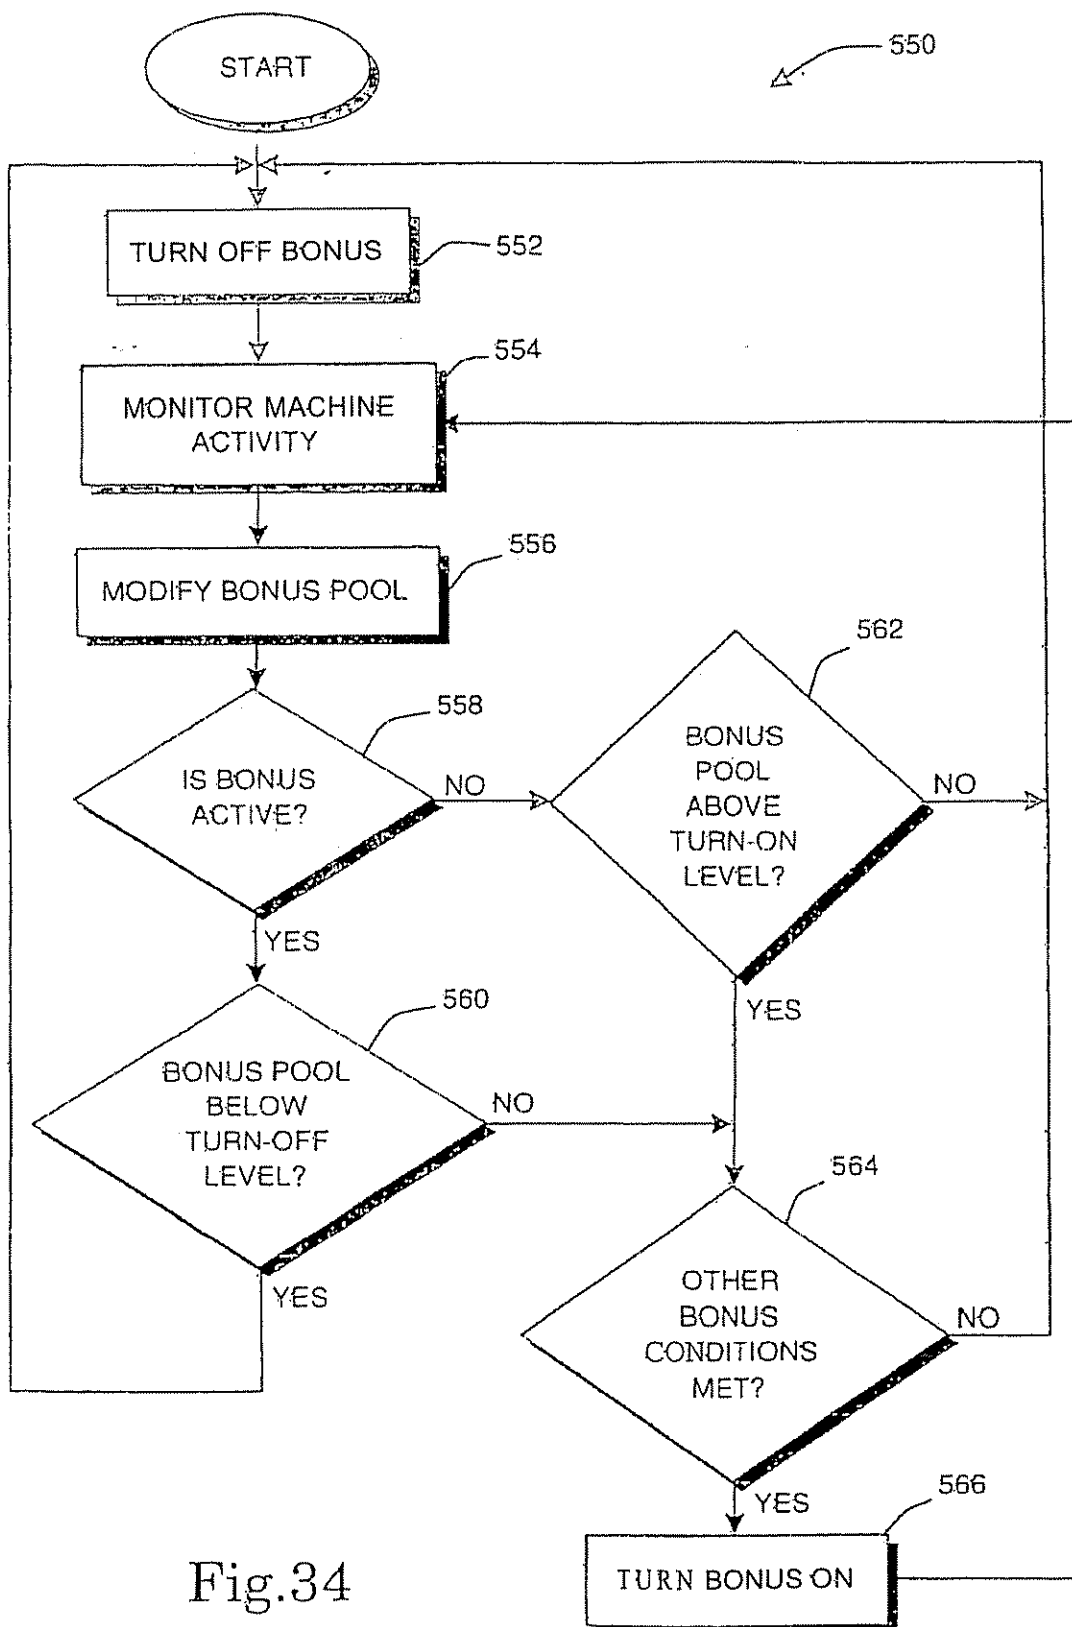 START
550
TURN OFF BONUS
552
554
MONITOR MACHINE
ACTIVITY
556
MODIFY BONUS POOL
558
IS BONUS
ACTIVE?
NO
YES
562
BONUS
POOL
ABOVE
TURN-ON
LEVEL?
NO
YES
560
BONUS POOL
BELOW
TURN-OFF
LEVEL?
NO
YES
564
OTHER
BONUS
CONDITIONS
MET?
NO
YES
566
TURN BONUS ON
Fig.34